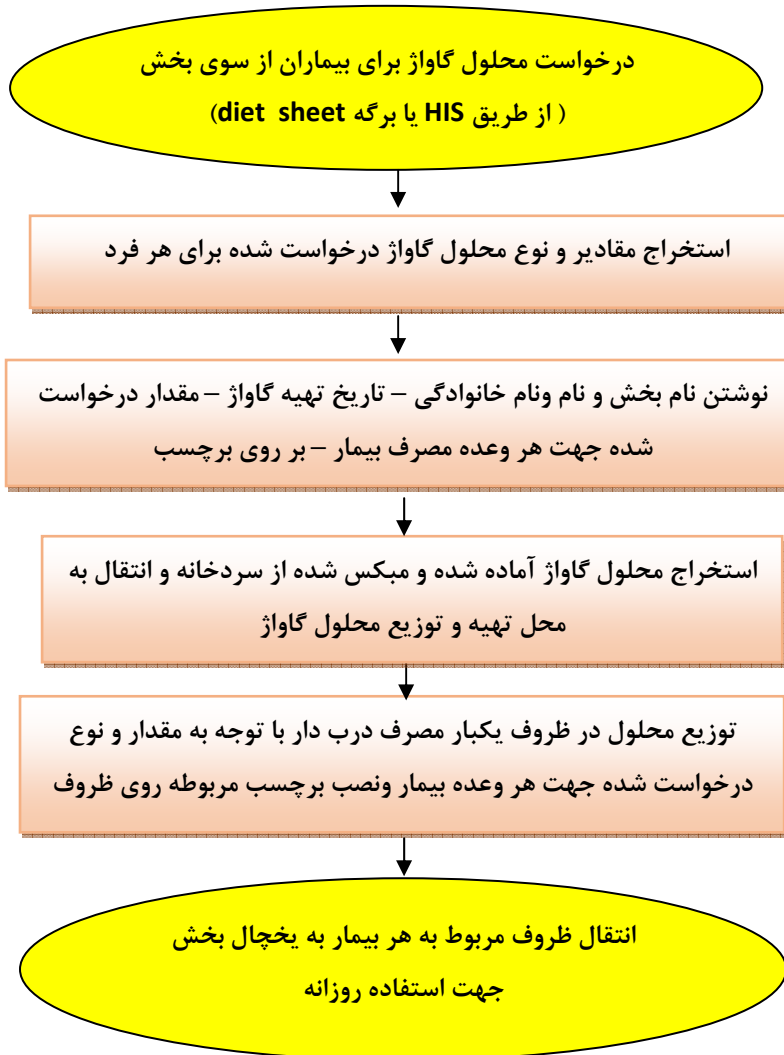 درخواست محلول گاواژ برای بیماران از سوی بخش
( از طریق HIS یا برگه diet sheet)
استخراج مقادیر و نوع محلول گاواژ درخواست شده برای هر فرد
نوشتن نام بخش و نام ونام خانوادگی – تاریخ تهیه گاواژ – مقدار درخواست
شده جهت هر وعده مصرف بیمار – بر روی برچسب
استخراج محلول گاواژ آماده شده و مبکس شده از سردخانه و انتقال به
محل تهیه و توزیع محلول گاواژ
توزیع محلول در ظروف یکبار مصرف درب دار با توجه به مقدار و نوع
درخواست شده جهت هر وعده بیمار ونصب برچسب مربوطه روی ظروف
انتقال ظروف مربوط به هر بیمار به یخچال بخش
جهت استفاده روزانه